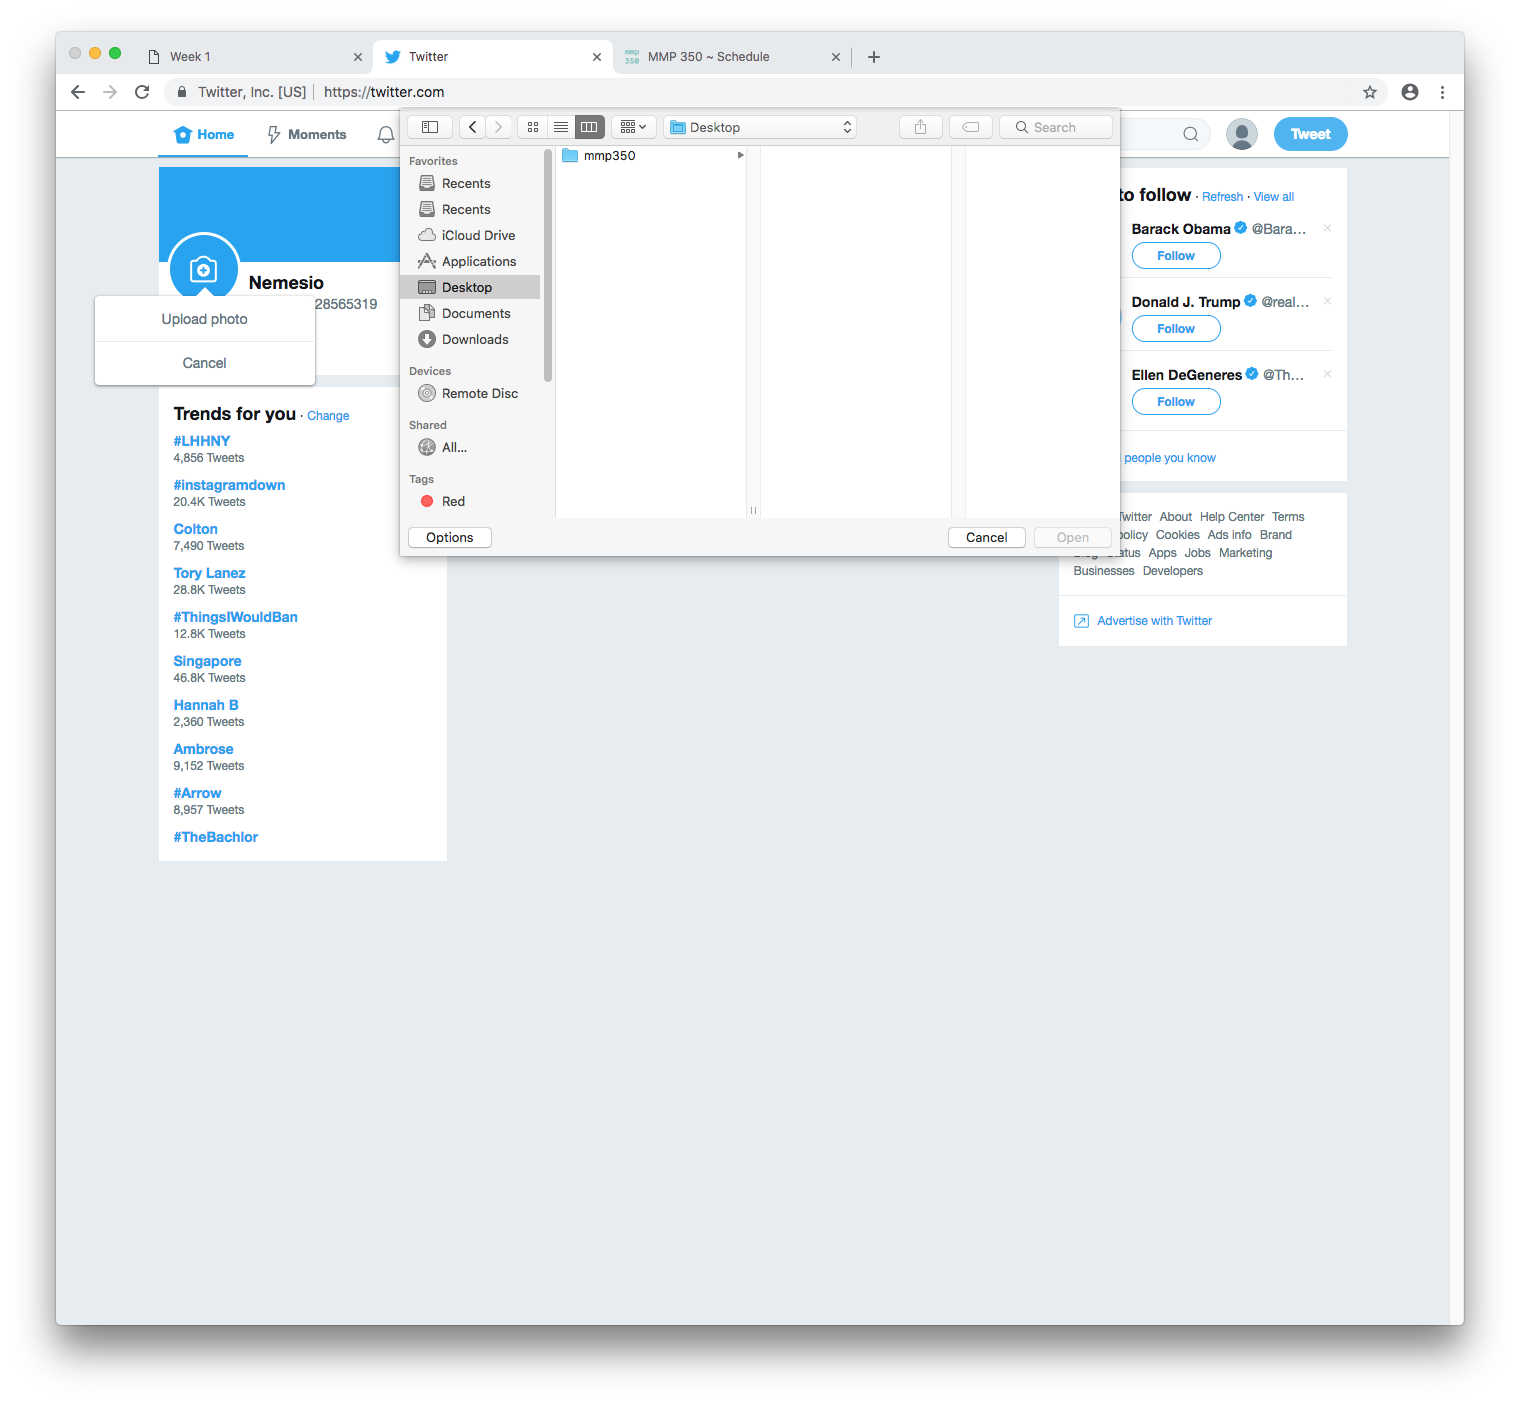 Week 1
Twitter
mmp 350
MMP 350 ~ Schedule
Twitter, Inc. [US]
https://twitter.com
Home
Moments
Desktop
Search
Tweet
Favorites
Recents
Recents
iCloud Drive
Applications
Desktop
Documents
Downloads
Devices
Remote Disc
Shared
All...
Tags
Red
mmp350
Options
Cancel
Open
Nemesio
28565319
Upload photo
Cancel
Trends for you · Change
#LHHNY
4,856 Tweets
#instagramdown
20.4K Tweets
Colton
7,490 Tweets
Tory Lanez
28.8K Tweets
#ThingsIWouldBan
12.8K Tweets
Singapore
46.8K Tweets
Hannah B
2,360 Tweets
Ambrose
9,152 Tweets
#Arrow
8,957 Tweets
#TheBachlor
to follow · Refresh · View all
Barack Obama @Bara...
Follow
Donald J. Trump @real...
Follow
Ellen DeGeneres @Th...
Follow
people you know
Twitter About Help Center Terms
policy Cookies Ads info Brand
Blog Status Apps Jobs Marketing
Businesses Developers
Advertise with Twitter